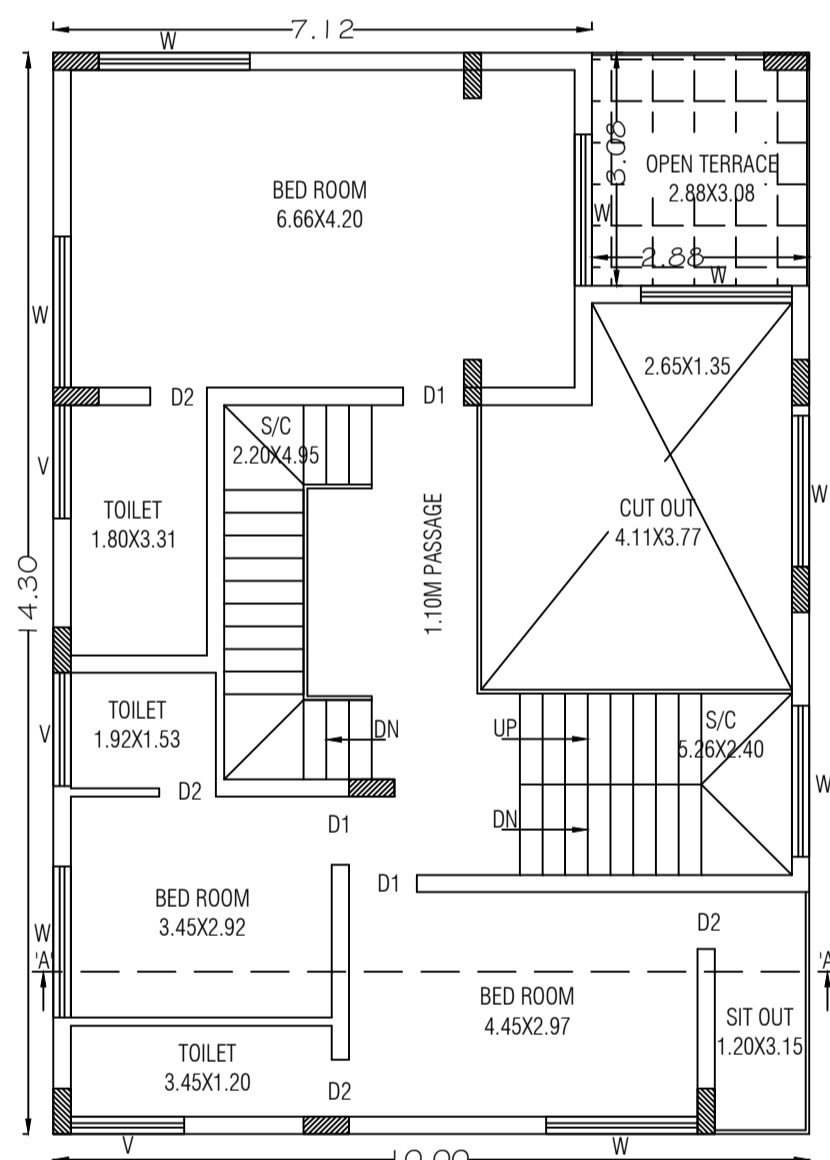 7.12
W
BED ROOM
6.66X4.20
3.08
OPEN TERRACE
2.88X3.08
W
2.88
W
W
2.65X1.35
D2
D1
S/C
2.20X4.95
V
TOILET
1.80X3.31
1.10M PASSAGE
CUT OUT
4.11X3.77
W
14.30
TOILET
1.92X1.53
V
DN
UP
S/C
5.26X2.40
D2
DN
W
D1
D1
BED ROOM
3.45X2.92
D2
W
'A'
'A
BED ROOM
4.45X2.97
SIT OUT
1.20X3.15
TOILET
3.45X1.20
D2
V
W
10.00